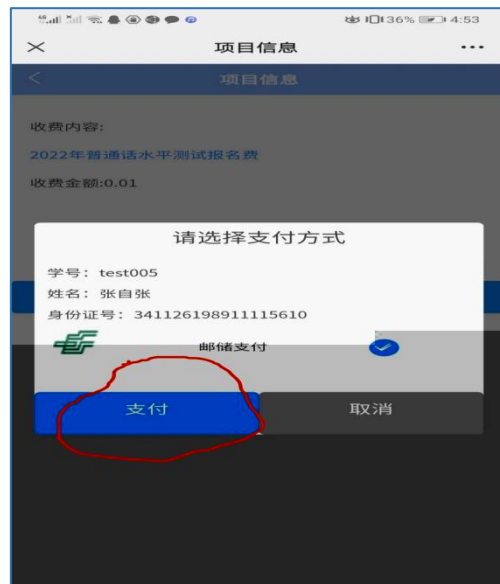 36% 4:53
项目信息
项目信息
收费内容:
2022年普通话水平测试报名费
收费金额:0.01
请选择支付方式
学号: test005
姓名: 张自张
身份证号: 341126198911115610
邮储支付
支付 取消